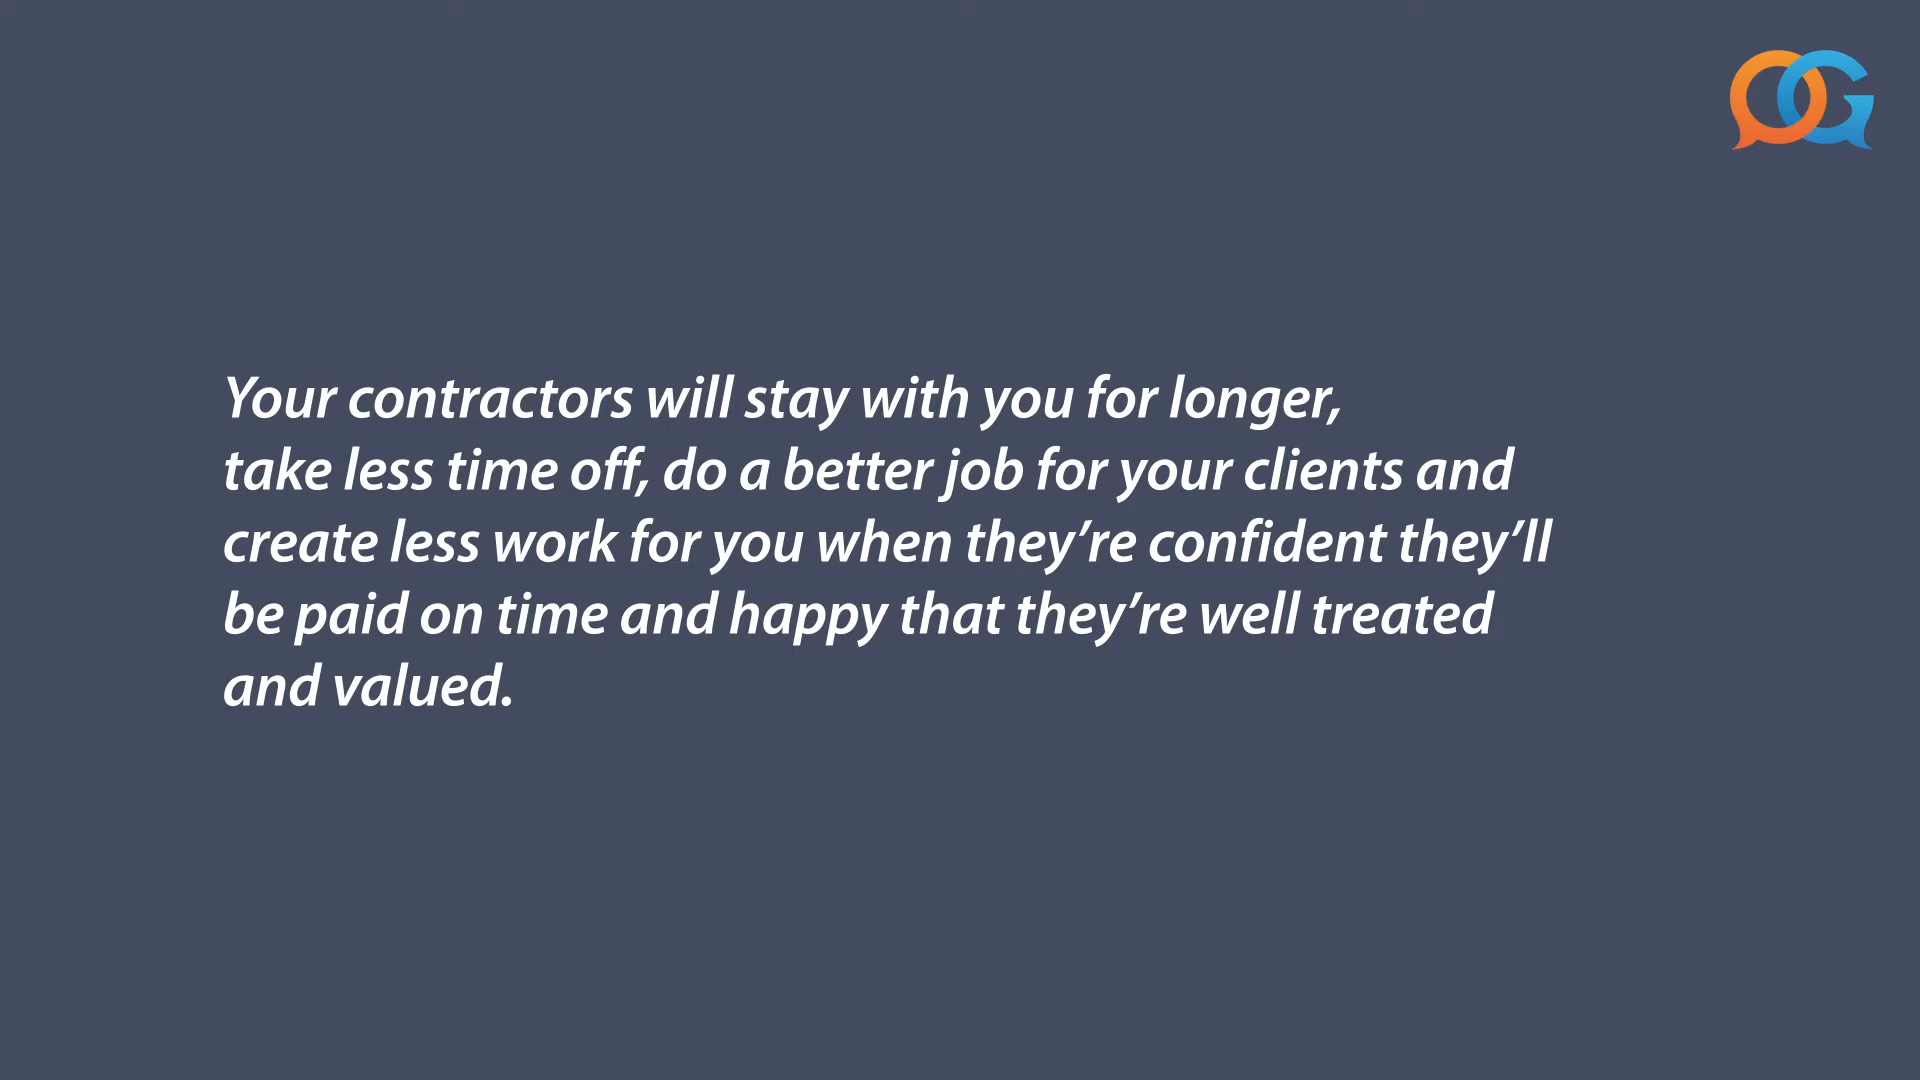 OG
Your contractors will stay with you for longer,
take less time off, do a better job for your clients and
create less work for you when they’re confident they’ll
be paid on time and happy that they’re well treated
and valued.